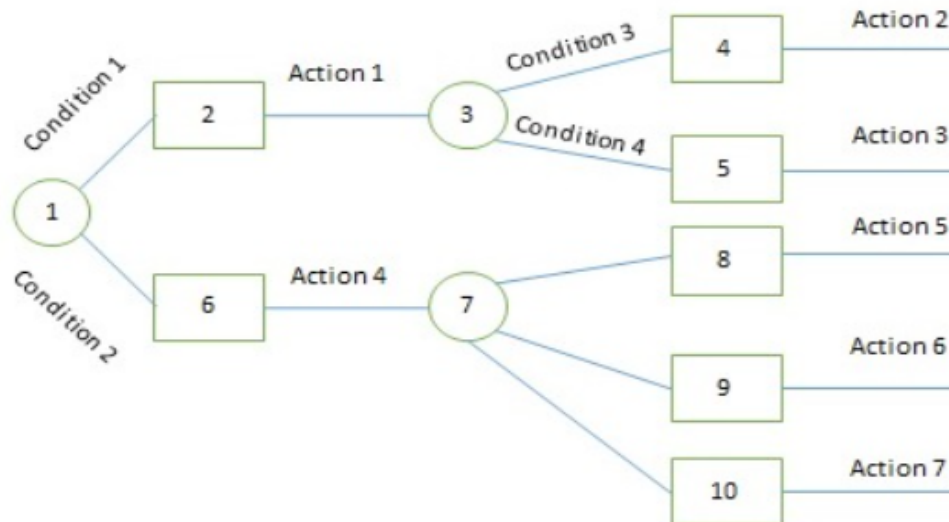 Condition 1
2
Action 1
3
Condition 3
4
Action 2
Condition 4
5
Action 3
1
Condition 2
6
Action 4
7
8
Action 5
9
Action 6
10
Action 7